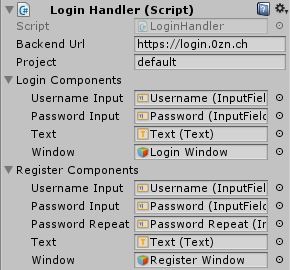 Login Handler (Script)
Script LoginHandler
Backend Url https://login.0zn.ch
Project default
Login Components
Username Input Username (InputFiel
Password Input Password (InputField
Text Text (Text)
Window Login Window
Register Components
Username Input Username (InputFiel
Password Input Password (InputField
Password Repeat Password Repeat (In
Text Text (Text)
Window Register Window